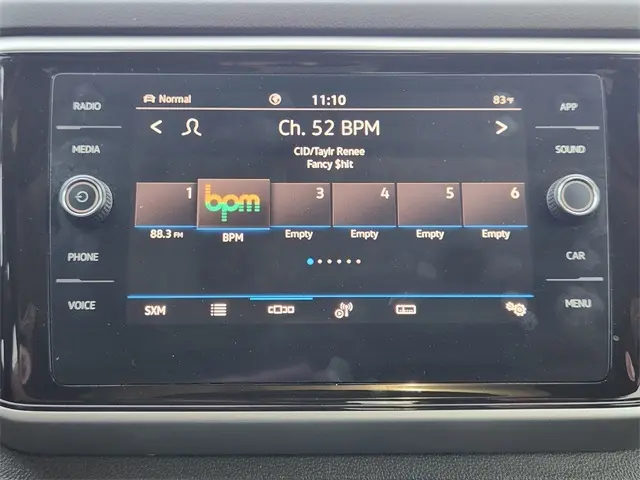 RADIO
MEDIA
PHONE
VOICE
Normal 11:10 83°F
< Ch. 52 BPM >
CID/Taylr Renee
Fancy $hit
1 bpm 3 4 5 6
88.3 FM BPM Empty Empty Empty Empty
SXM
APP
SOUND
CAR
MENU